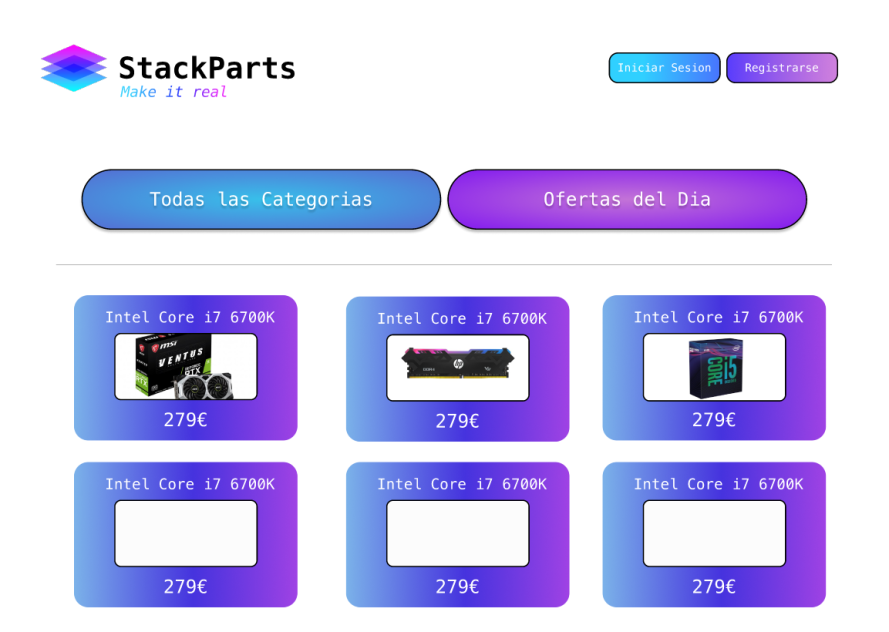 StackParts
Make it real
Iniciar Sesion
Registrarse
Todas las Categorias
Ofertas del Dia
Intel Core i7 6700K
Intel Core i7 6700K
Intel Core i7 6700K
msi
VENTUS
RTX
RTX
hp
CORE
i5
279€
279€
279€
Intel Core i7 6700K
Intel Core i7 6700K
Intel Core i7 6700K
279€
279€
279€